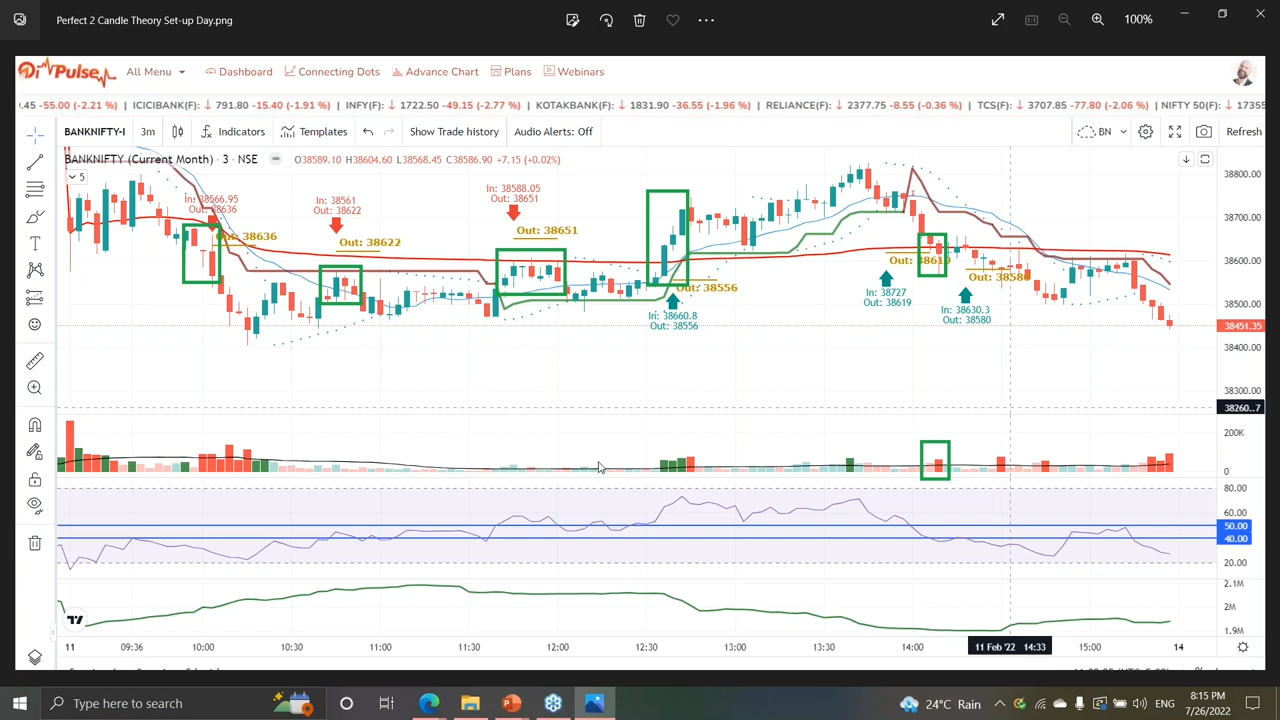 Perfect 2 Candle Theory Set-up Day.png
100%
Oi Pulse
All Menu
Dashboard
Connecting Dots
Advance Chart
Plans
Webinars
.45 -55.00 (-2.21 %) | ICICIBANK(F): ↓ 791.80 -15.40 (-1.91 %) | INFY(F): ↓ 1722.50 -49.15 (-2.77 %) | KOTAKBANK(F): ↓ 1831.90 -36.55 (-1.96 %) | RELIANCE(F): ↓ 2377.75 -8.55 (-0.36 %) | TCS(F): ↓ 3707.85 -77.80 (-2.06 %) | NIFTY 50(F): ↓ 17355
BANKNIFTY-I 3m Indicators Templates Show Trade history Audio Alerts: Off BN Refresh
BANKNIFTY (Current Month) · 3 · NSE O38589.10 H38604.60 L38568.45 C38586.90 +7.15 (+0.02%)
5
In: 38566.95
Out: 38636
Out: 38636
In: 38561
Out: 38622
Out: 38622
In: 38588.05
Out: 38651
Out: 38651
Out: 38556
In: 38660.8
Out: 38556
Out: 38619
In: 38727
Out: 38619
Out: 38580
In: 38630.3
Out: 38580
38800.00
38700.00
38600.00
38500.00
38451.35
38400.00
38300.00
38260..7
200K
0
80.00
60.00
50.00
40.00
20.00
2.1M
2M
1.9M
11 09:36 10:00 10:30 11:00 11:30 12:00 12:30 13:00 13:30 14:00 11 Feb '22 14:33 15:00 14
Type here to search
24°C Rain
8:15 PM
7/26/2022